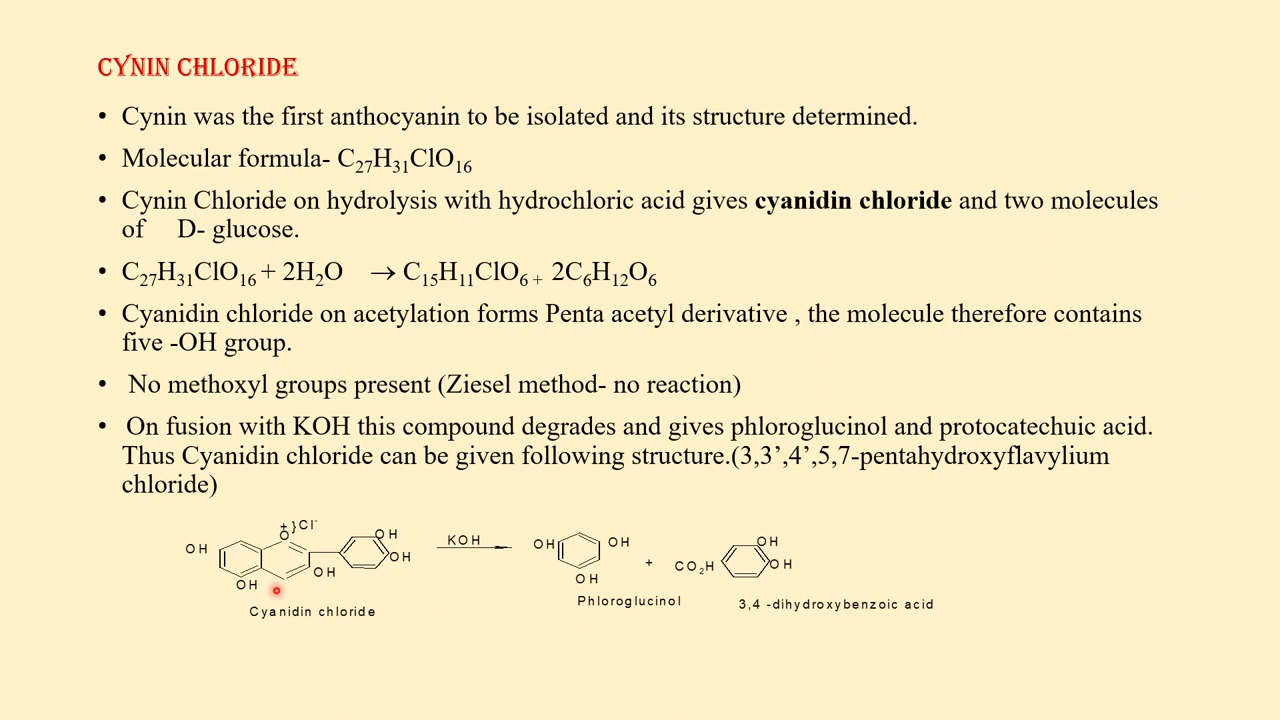 CYNIN CHLORIDE
• Cynin was the first anthocyanin to be isolated and its structure determined.
• Molecular formula- C₂₇H₃₁ClO₁₆
• Cynin Chloride on hydrolysis with hydrochloric acid gives cyanidin chloride and two molecules
of D- glucose.
• C₂₇H₃₁ClO₁₆ + 2H₂O → C₁₅H₁₁ClO₆ ₊ 2C₆H₁₂O₆
• Cyanidin chloride on acetylation forms Penta acetyl derivative , the molecule therefore contains
five -OH group.
• No methoxyl groups present (Ziesel method- no reaction)
• On fusion with KOH this compound degrades and gives phloroglucinol and protocatechuic acid.
Thus Cyanidin chloride can be given following structure.(3,3’,4’,5,7-pentahydroxyflavylium
chloride)
+}Cl⁻
O
OH
OH
OH
OH
OH
KOH
OH
OH
OH
+
CO₂H
OH
OH
Cyanidin chloride
Phloroglucinol
3,4 -dihydroxybenzoic acid